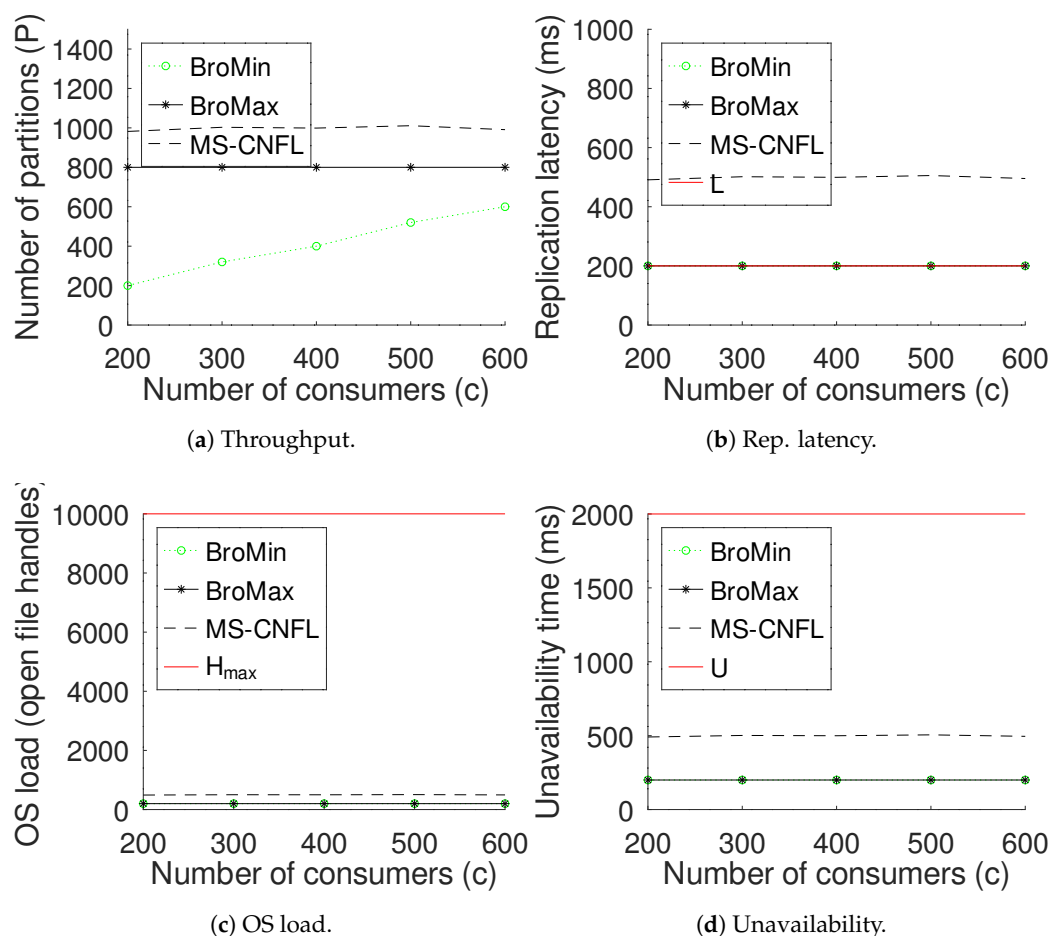 Number of partitions (P)
1400
1200
1000
800
600
400
200
0
BroMin
BroMax
MS-CNFL
200 300 400 500 600
Number of consumers (c)
(a) Throughput.
Replication latency (ms)
1000
800
600
400
200
0
BroMin
BroMax
MS-CNFL
L
200 300 400 500 600
Number of consumers (c)
(b) Rep. latency.
OS load (open file handles)
10000
8000
6000
4000
2000
0
BroMin
BroMax
MS-CNFL
Hmax
200 300 400 500 600
Number of consumers (c)
(c) OS load.
Unavailability time (ms)
2000
1500
1000
500
0
BroMin
BroMax
MS-CNFL
U
200 300 400 500 600
Number of consumers (c)
(d) Unavailability.